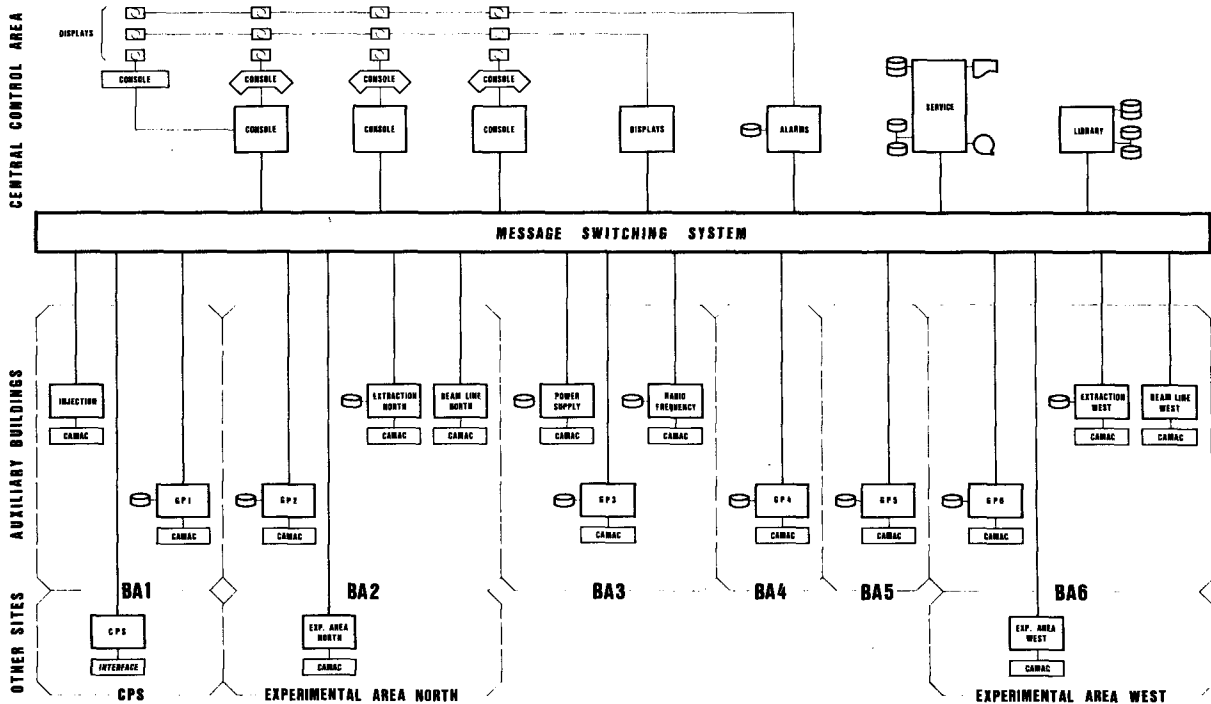 CENTRAL CONTROL AREA
DISPLAYS
CONSOLE
CONSOLE
CONSOLE
CONSOLE
CONSOLE
CONSOLE
CONSOLE
DISPLAYS
ALARMS
SERVICE
LIBRARY
MESSAGE SWITCHING SYSTEM
AUXILIARY BUILDINGS
INJECTION
CAMAC
EXTRACTION
NORTH
CAMAC
BEAM LINE
NORTH
CAMAC
POWER
SUPPLY
CAMAC
RADIO
FREQUENCY
CAMAC
EXTRACTION
WEST
CAMAC
BEAM LINE
WEST
CAMAC
GP1
CAMAC
GP2
CAMAC
GP3
CAMAC
GP4
CAMAC
GP5
CAMAC
GP6
CAMAC
BA1
BA2
BA3
BA4
BA5
BA6
OTHER SITES
CPS
INTERFACE
EXP. AREA
NORTH
CAMAC
EXP. AREA
WEST
CAMAC
CPS
EXPERIMENTAL AREA NORTH
EXPERIMENTAL AREA WEST